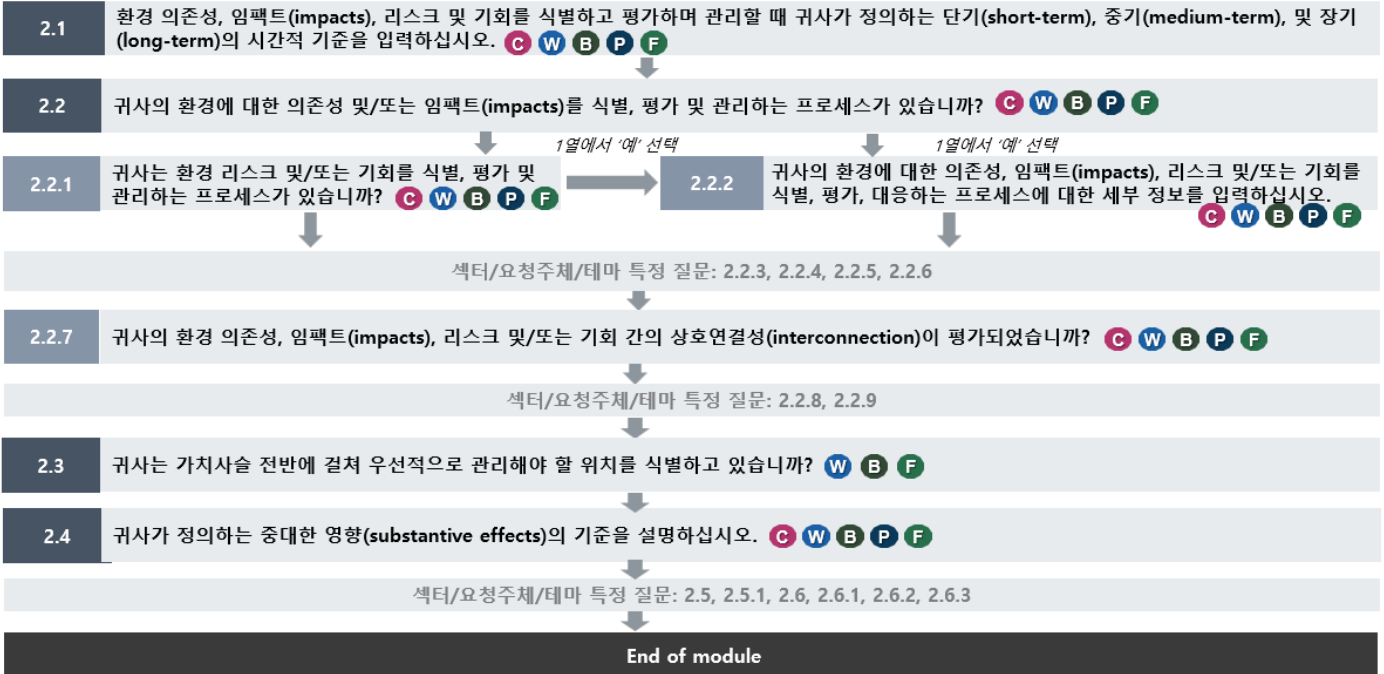 2.1
환경 의존성, 임팩트(impacts), 리스크 및 기회를 식별하고 평가하며 관리할 때 귀사가 정의하는 단기(short-term), 중기(medium-term), 및 장기
(long-term)의 시간적 기준을 입력하십시오. C W B P F
2.2
귀사의 환경에 대한 의존성 및/또는 임팩트(impacts)를 식별, 평가 및 관리하는 프로세스가 있습니까? C W B P F
1열에서 '예' 선택
1열에서 '예' 선택
2.2.1
귀사는 환경 리스크 및/또는 기회를 식별, 평가 및
관리하는 프로세스가 있습니까? C W B P F
2.2.2
귀사의 환경에 대한 의존성, 임팩트(impacts), 리스크 및/또는 기회를
식별, 평가, 대응하는 프로세스에 대한 세부 정보를 입력하십시오.
C W B P F
섹터/요청주체/테마 특정 질문: 2.2.3, 2.2.4, 2.2.5, 2.2.6
2.2.7
귀사의 환경 의존성, 임팩트(impacts), 리스크 및/또는 기회 간의 상호연결성(interconnection)이 평가되었습니까? C W B P F
섹터/요청주체/테마 특정 질문: 2.2.8, 2.2.9
2.3
귀사는 가치사슬 전반에 걸쳐 우선적으로 관리해야 할 위치를 식별하고 있습니까? W B F
2.4
귀사가 정의하는 중대한 영향(substantive effects)의 기준을 설명하십시오. C W B P F
섹터/요청주체/테마 특정 질문: 2.5, 2.5.1, 2.6, 2.6.1, 2.6.2, 2.6.3
End of module